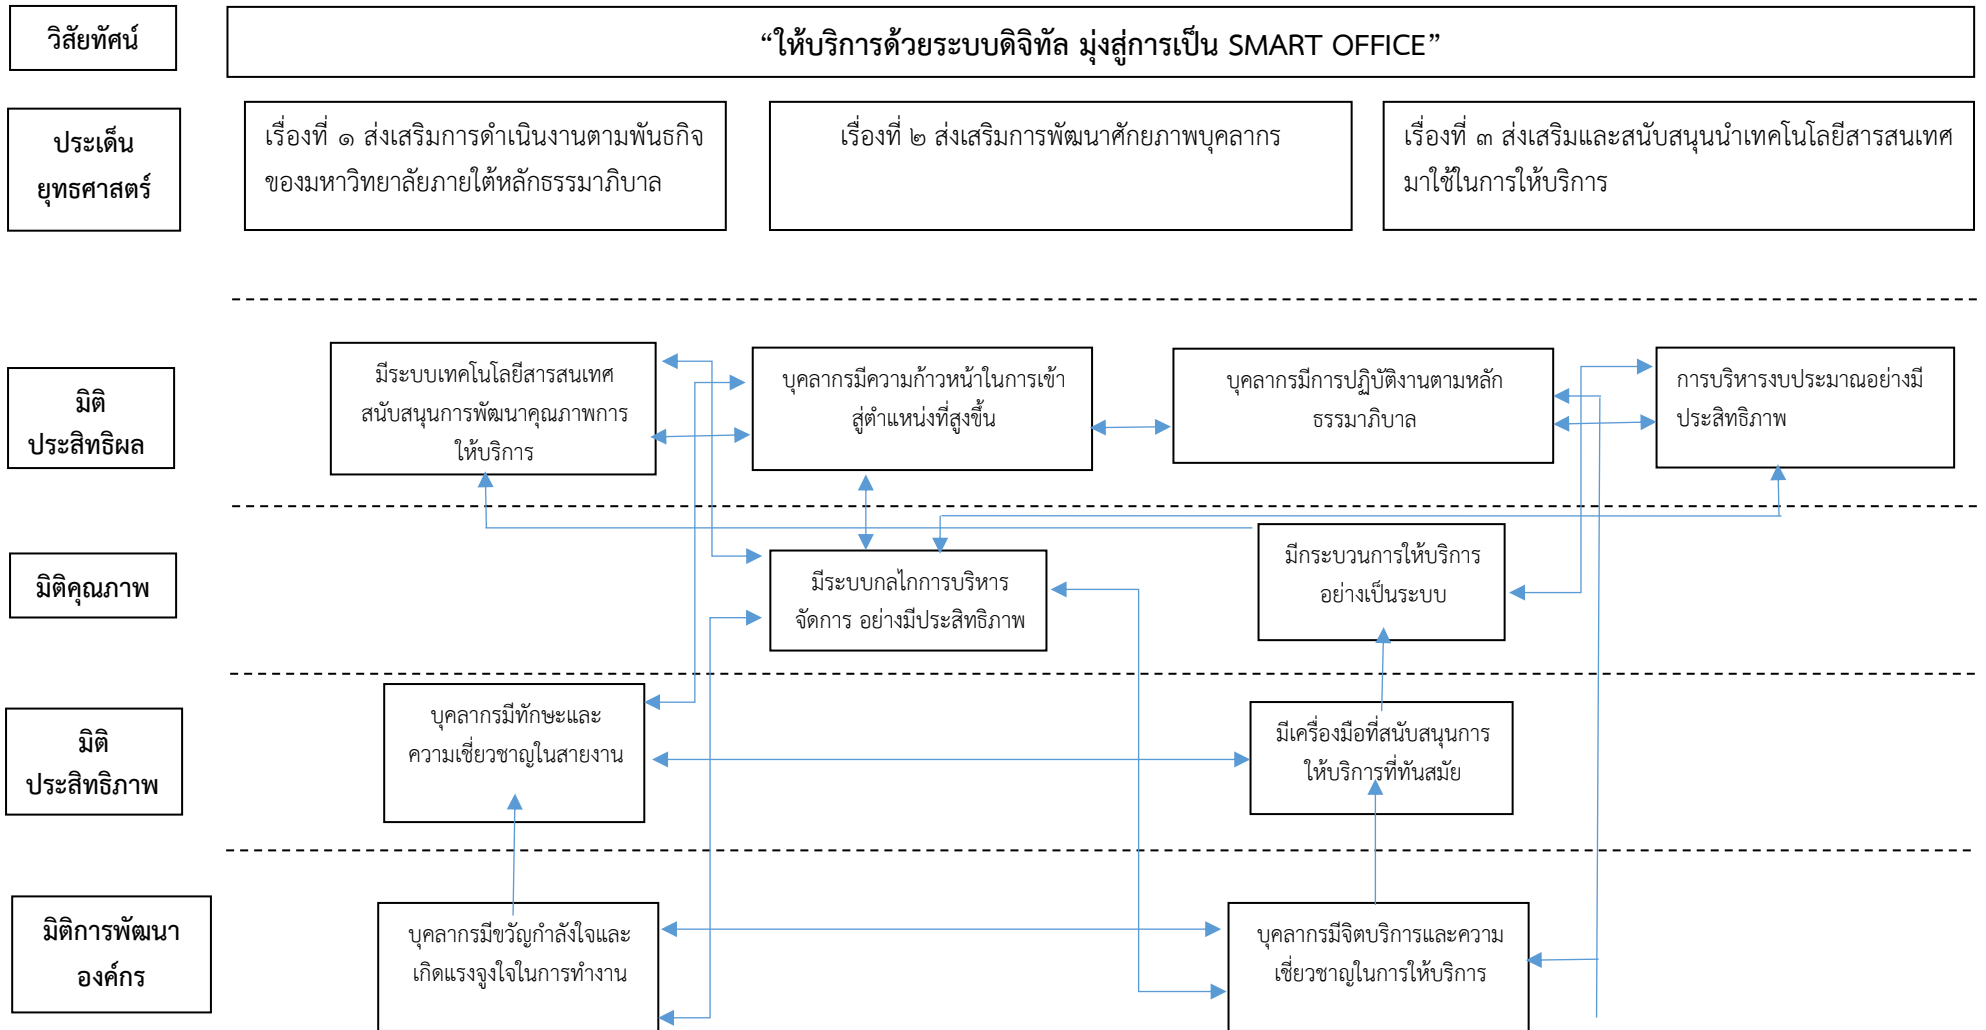 วิสัยทัศน์
“ให้บริการด้วยระบบดิจิทัล มุ่งสู่การเป็น SMART OFFICE”
ประเด็น
ยุทธศาสตร์
เรื่องที่ ๑ ส่งเสริมการดำเนินงานตามพันธกิจ
ของมหาวิทยาลัยภายใต้หลักธรรมาภิบาล
เรื่องที่ ๒ ส่งเสริมการพัฒนาศักยภาพบุคลากร
เรื่องที่ ๓ ส่งเสริมและสนับสนุนนำเทคโนโลยีสารสนเทศ
มาใช้ในการให้บริการ
มิติ
ประสิทธิผล
มีระบบเทคโนโลยีสารสนเทศ
สนับสนุนการพัฒนาคุณภาพการ
ให้บริการ
บุคลากรมีความก้าวหน้าในการเข้า
สู่ตำแหน่งที่สูงขึ้น
บุคลากรมีการปฏิบัติงานตามหลัก
ธรรมาภิบาล
การบริหารงบประมาณอย่างมี
ประสิทธิภาพ
มิติคุณภาพ
มีระบบกลไกการบริหาร
จัดการ อย่างมีประสิทธิภาพ
มีกระบวนการให้บริการ
อย่างเป็นระบบ
มิติ
ประสิทธิภาพ
บุคลากรมีทักษะและ
ความเชี่ยวชาญในสายงาน
มีเครื่องมือที่สนับสนุนการ
ให้บริการที่ทันสมัย
มิติการพัฒนา
องค์กร
บุคลากรมีขวัญกำลังใจและ
เกิดแรงจูงใจในการทำงาน
บุคลากรมีจิตบริการและความ
เชี่ยวชาญในการให้บริการ